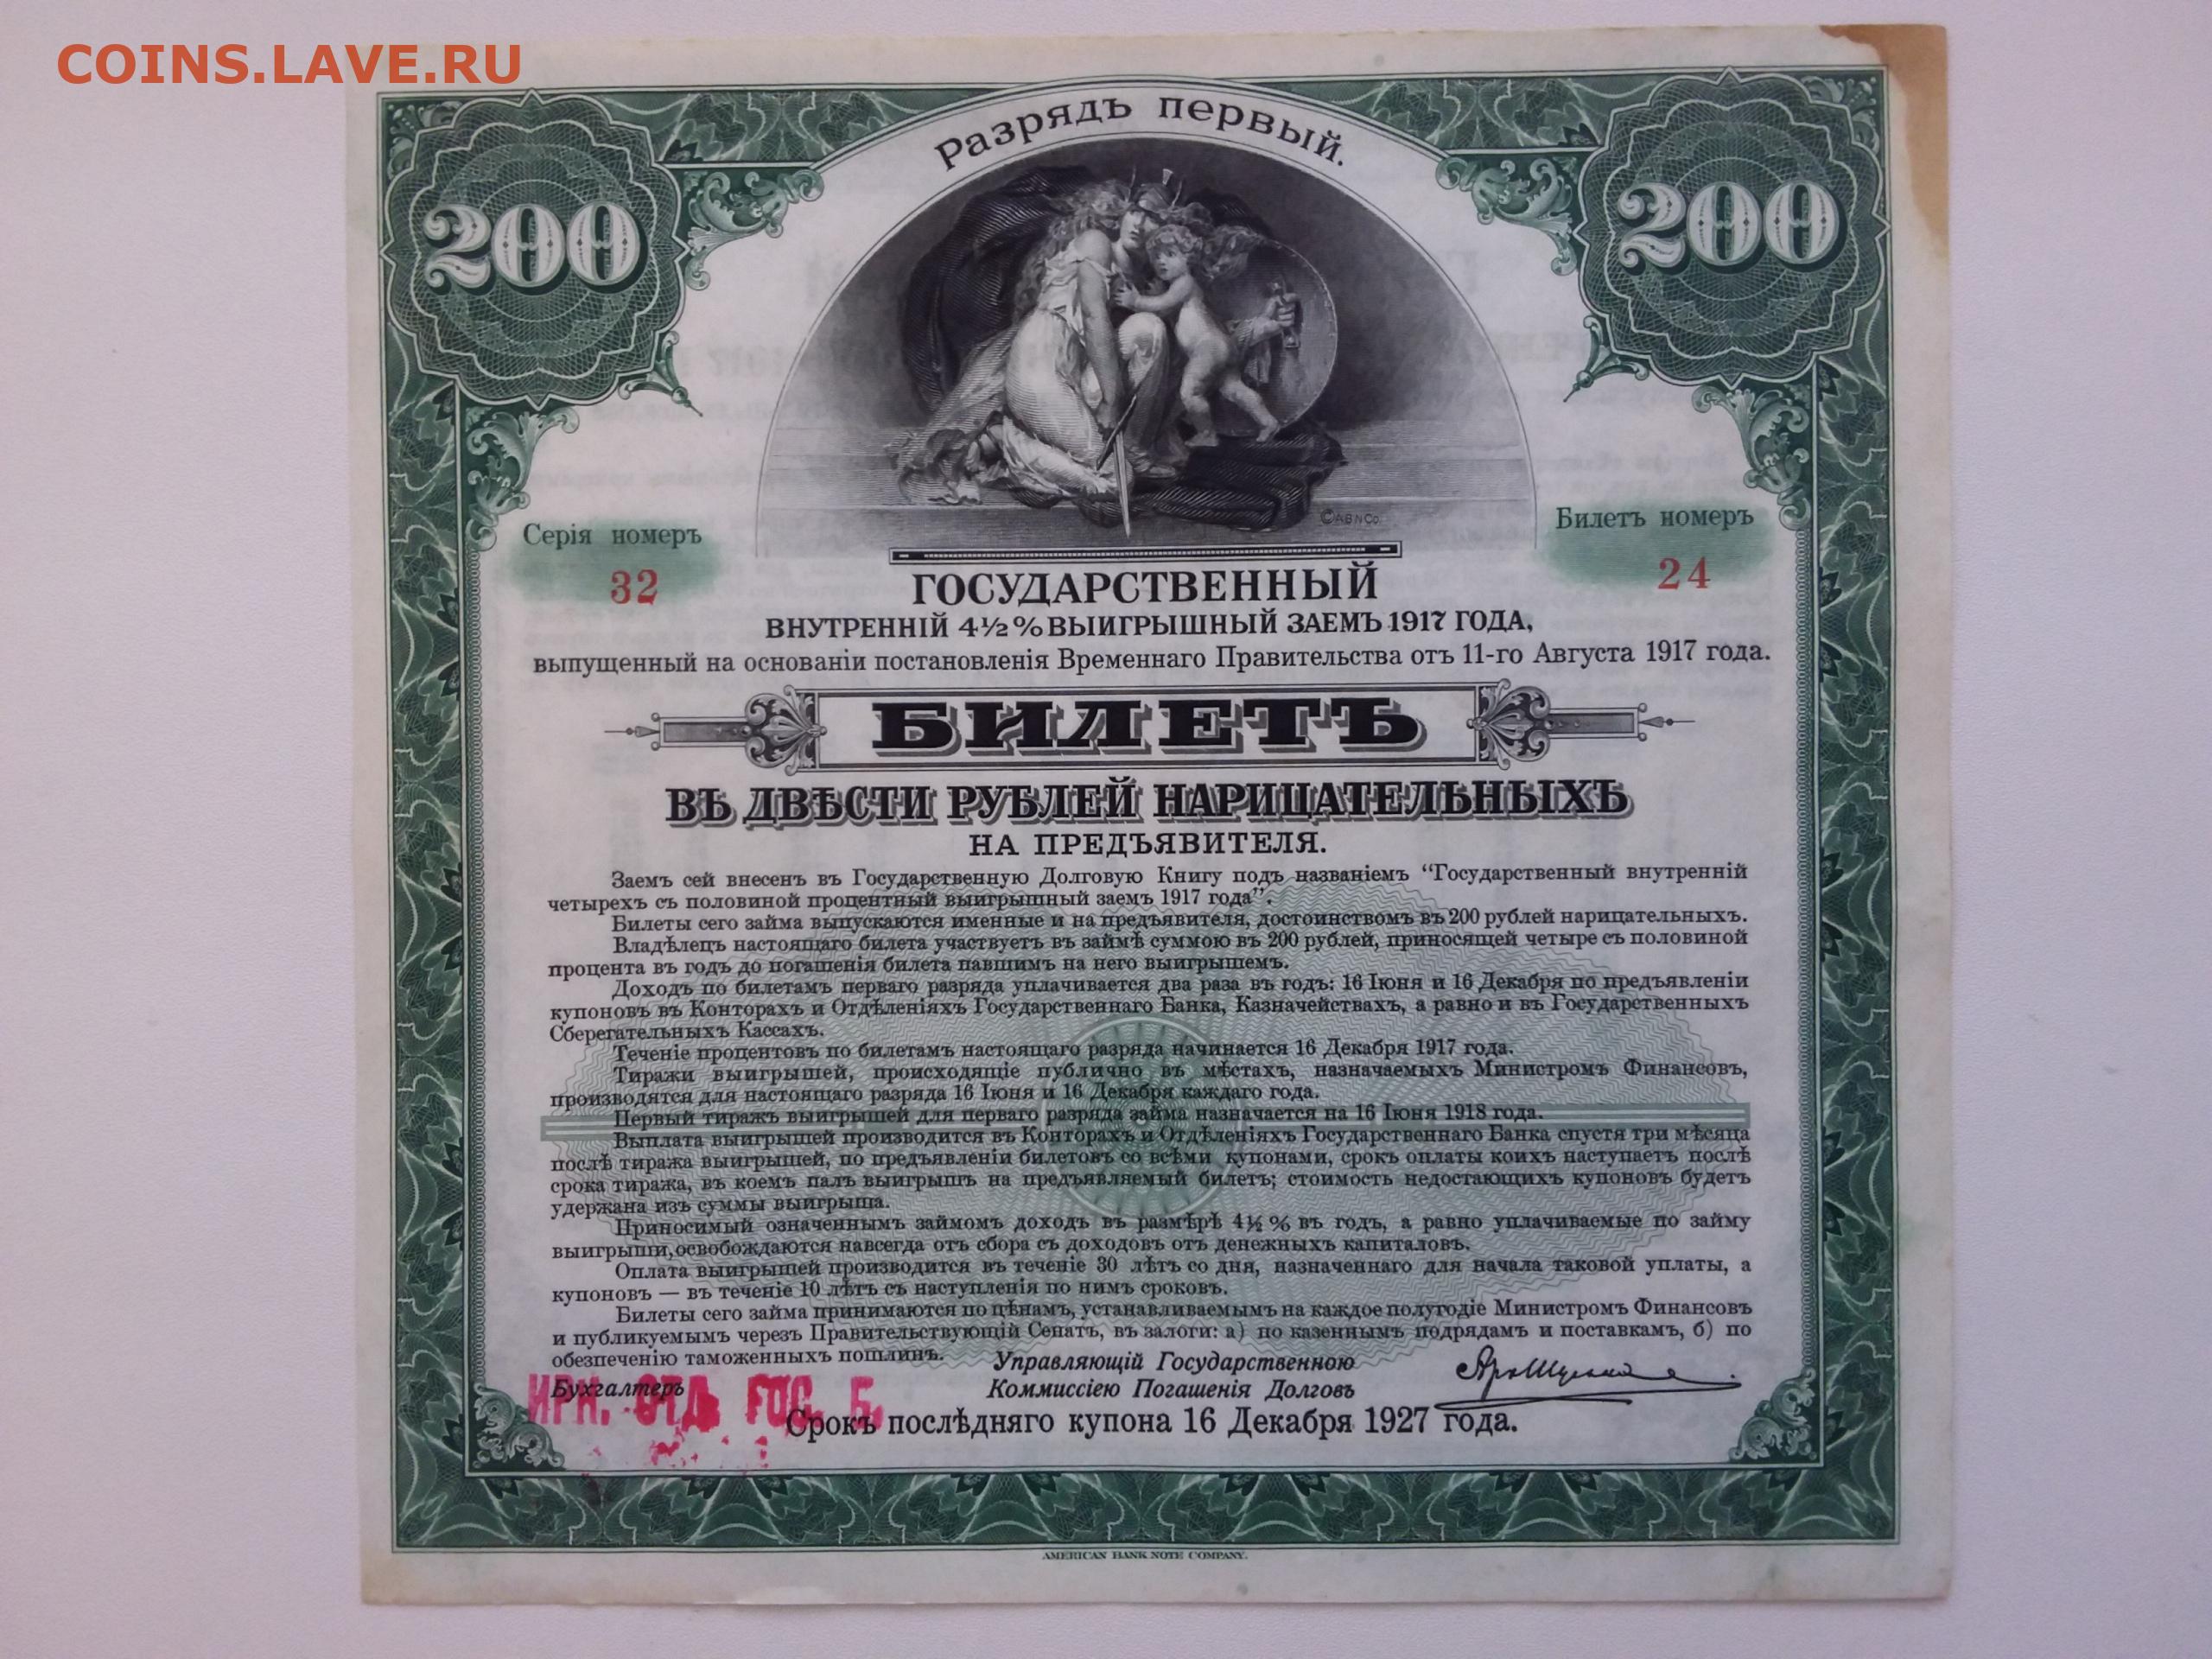 COINS.LAVE.RU
Разрядъ первый.
200
200
©ABNCo.
Серія номеръ
32
Билетъ номеръ
24
ГОСУДАРСТВЕННЫЙ
ВНУТРЕННІЙ 4½% ВЫИГРЫШНЫЙ ЗАЕМЪ 1917 ГОДА,
выпущенный на основаніи постановленія Временнаго Правительства отъ 11-го Августа 1917 года.
БИЛЕТЪ
ВЪ ДВѢСТИ РУБЛЕЙ НАРИЦАТЕЛЬНЫХЪ
НА ПРЕДЪЯВИТЕЛЯ.
Заемъ сей внесенъ въ Государственную Долговую Книгу подъ названіемъ “Государственный внутренній
четырехъ съ половиной процентный выигрышный заемъ 1917 года”.
Билеты сего займа выпускаются именные и на предъявителя, достоинствомъ въ 200 рублей нарицательныхъ.
Владѣлецъ настоящаго билета участвуетъ въ займѣ суммою въ 200 рублей, приносящей четыре съ половиной
процента въ годъ до погашенія билета павшимъ на него выигрышемъ.
Доходъ по билетамъ перваго разряда уплачивается два раза въ годъ: 16 Іюня и 16 Декабря по предъявленіи
купоновъ въ Конторахъ и Отдѣленіяхъ Государственнаго Банка, Казначействахъ, а равно и въ Государственныхъ
Сберегательныхъ Кассахъ.
Теченіе процентовъ по билетамъ настоящаго разряда начинается 16 Декабря 1917 года.
Тиражи выигрышей, происходящіе публично въ мѣстахъ, назначаемыхъ Министромъ Финансовъ,
производятся для настоящаго разряда 16 Іюня и 16 Декабря каждаго года.
Первый тиражъ выигрышей для перваго разряда займа назначается на 16 Іюня 1918 года.
Выплата выигрышей производится въ Конторахъ и Отдѣленіяхъ Государственнаго Банка спустя три мѣсяца
послѣ тиража выигрышей, по предъявленіи билетовъ со всѣми купонами, срокъ оплаты коихъ наступаетъ послѣ
срока тиража, въ коемъ палъ выигрышъ на предъявляемый билетъ; стоимость недостающихъ купоновъ будетъ
удержана изъ суммы выигрыша.
Приносимый означеннымъ займомъ доходъ въ размѣрѣ 4½% въ годъ, а равно уплачиваемые по займу
выигрыши, освобождаются навсегда отъ сбора съ доходовъ отъ денежныхъ капиталовъ.
Оплата выигрышей производится въ теченіе 30 лѣтъ со дня, назначеннаго для начала таковой уплаты, а
купоновъ — въ теченіе 10 лѣтъ съ наступленія по нимъ сроковъ.
Билеты сего займа принимаются по цѣнамъ, устанавливаемымъ на каждое полугодіе Министромъ Финансовъ
и публикуемымъ черезъ Правительствующій Сенатъ, въ залоги: а) по казеннымъ подрядамъ и поставкамъ, б) по
обезпеченію таможенныхъ пошлинъ.
Управляющій Государственною
Коммиссіею Погашенія Долговъ
Бухгалтеръ
ИРК. ОТД. ГОС. Б.
Срокъ послѣдняго купона 16 Декабря 1927 года.
AMERICAN BANK NOTE COMPANY.